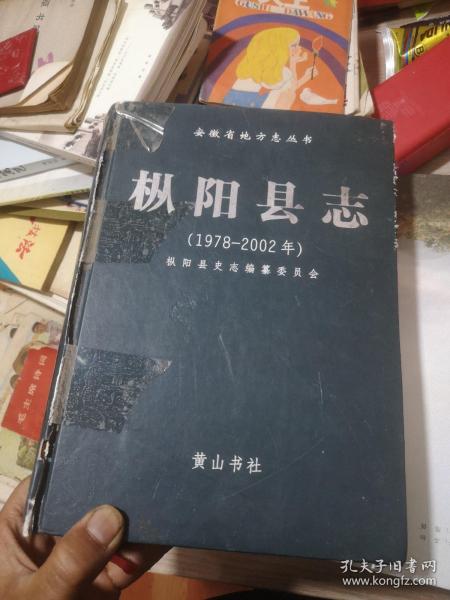 GUSHI DAWANG
安徽省地方志丛书
枞阳县志
(1978-2002年)
枞阳县史志编纂委员会
黄山书社
孔夫子旧书网
www.kongfz.com